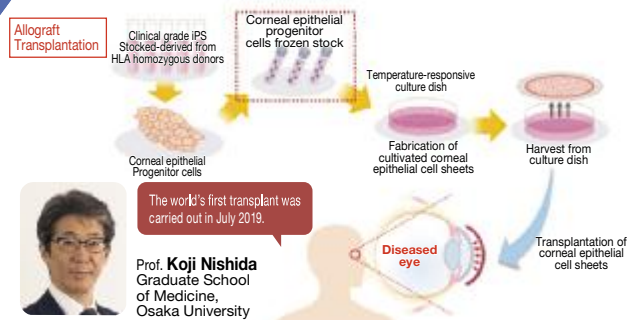 Allograft
Transplantation
Clinical grade iPS
Stocked-derived from
HLA homozygous donors
Corneal epithelial
Progenitor cells
Corneal epithelial
progenitor
cells frozen stock
Temperature-responsive
culture dish
Fabrication of
cultivated corneal
epithelial cell sheets
Harvest from
culture dish
Transplantation of
corneal epithelial
cell sheets
Diseased
eye
The world's first transplant was
carried out in July 2019.
Prof. Koji Nishida
Graduate School
of Medicine,
Osaka University